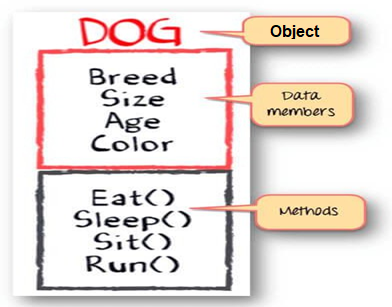 DOG
Object
Breed
Size
Age
Color
Data
members
Eat()
Sleep()
Sit()
Run()
Methods